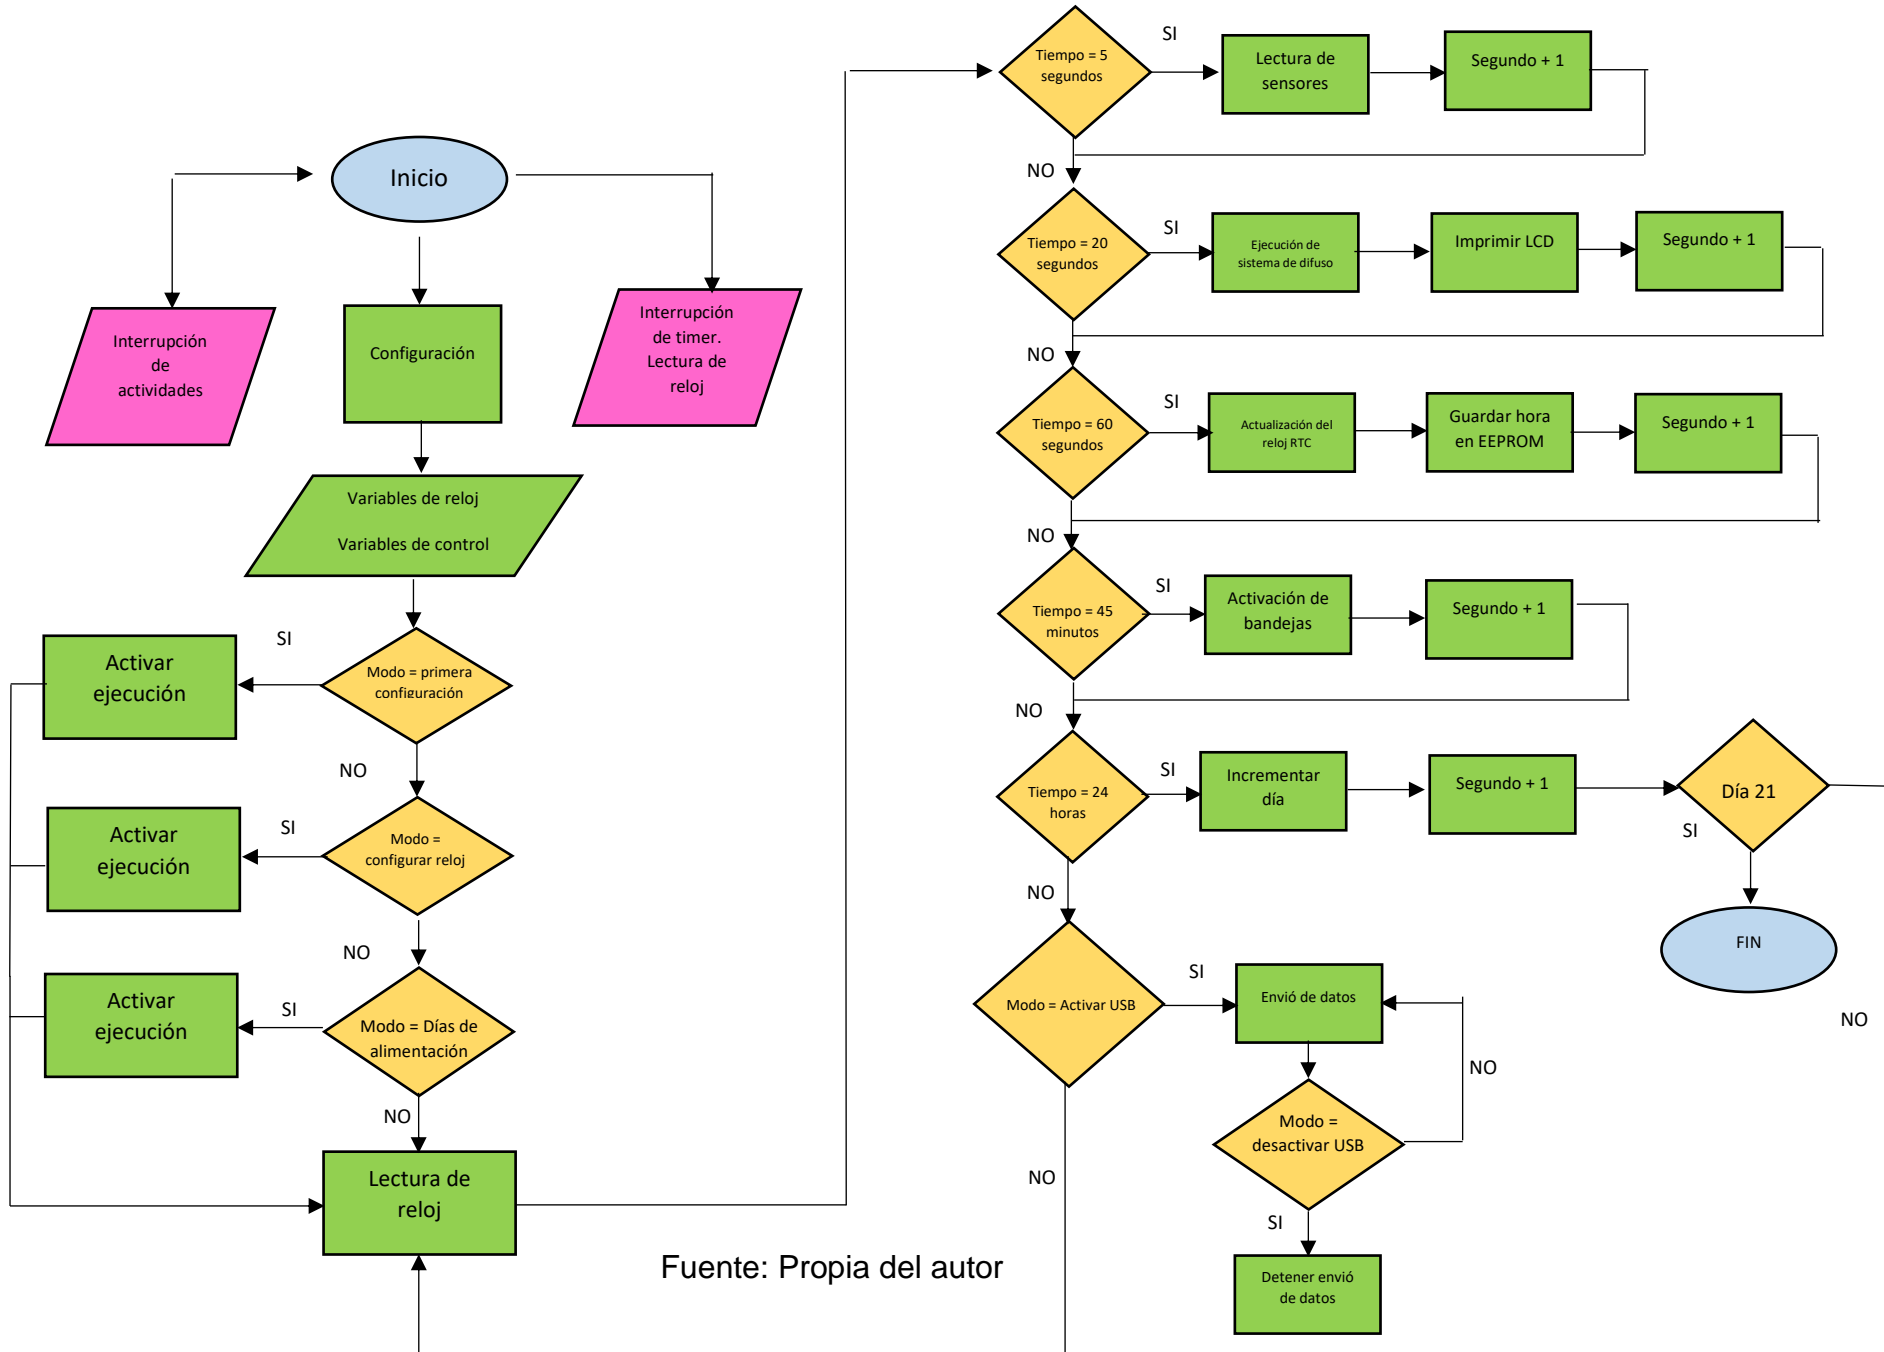 Inicio
Interrupción
de
actividades
Configuración
Interrupción
de timer.
Lectura de
reloj
Variables de reloj
Variables de control
Modo = primera
configuración
SI
Activar
ejecución
NO
Modo =
configurar reloj
SI
Activar
ejecución
NO
Modo = Días de
alimentación
SI
Activar
ejecución
NO
Lectura de
reloj
Tiempo = 5
segundos
SI
Lectura de
sensores
Segundo + 1
NO
Tiempo = 20
segundos
SI
Ejecución de
sistema de difuso
Imprimir LCD
Segundo + 1
NO
Tiempo = 60
segundos
SI
Actualización del
reloj RTC
Guardar hora
en EEPROM
Segundo + 1
NO
Tiempo = 45
minutos
SI
Activación de
bandejas
Segundo + 1
NO
Tiempo = 24
horas
SI
Incrementar
día
Segundo + 1
Día 21
SI
FIN
NO
NO
Modo = Activar USB
SI
Envió de datos
NO
Modo =
desactivar USB
SI
Detener envió
de datos
NO
Fuente: Propia del autor